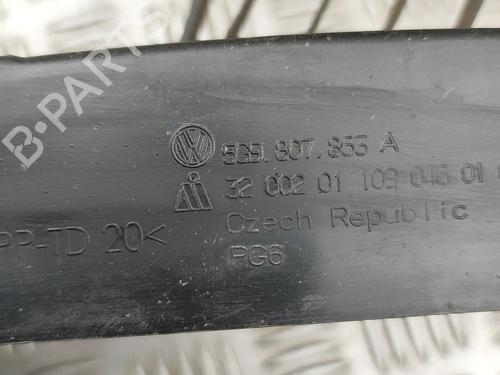 B-Parts
5G9.807.863 A
32 002 01 109 046 01
Czech Republic
PP-TD 20<
PG6